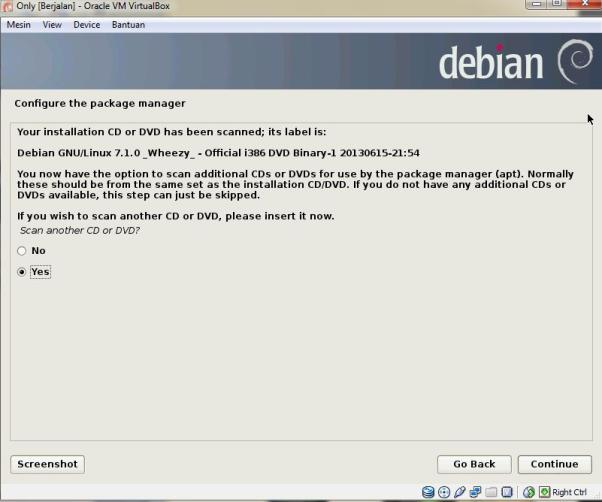 Only [Berjalan] - Oracle VM VirtualBox
Mesin View Device Bantuan
debian
Configure the package manager
Your installation CD or DVD has been scanned; its label is:
Debian GNU/Linux 7.1.0 _Wheezy_ - Official i386 DVD Binary-1 20130615-21:54
You now have the option to scan additional CDs or DVDs for use by the package manager (apt). Normally
these should be from the same set as the installation CD/DVD. If you do not have any additional CDs or
DVDs available, this step can just be skipped.
If you wish to scan another CD or DVD, please insert it now.
Scan another CD or DVD?
No
Yes
Screenshot
Go Back
Continue
Right Ctrl